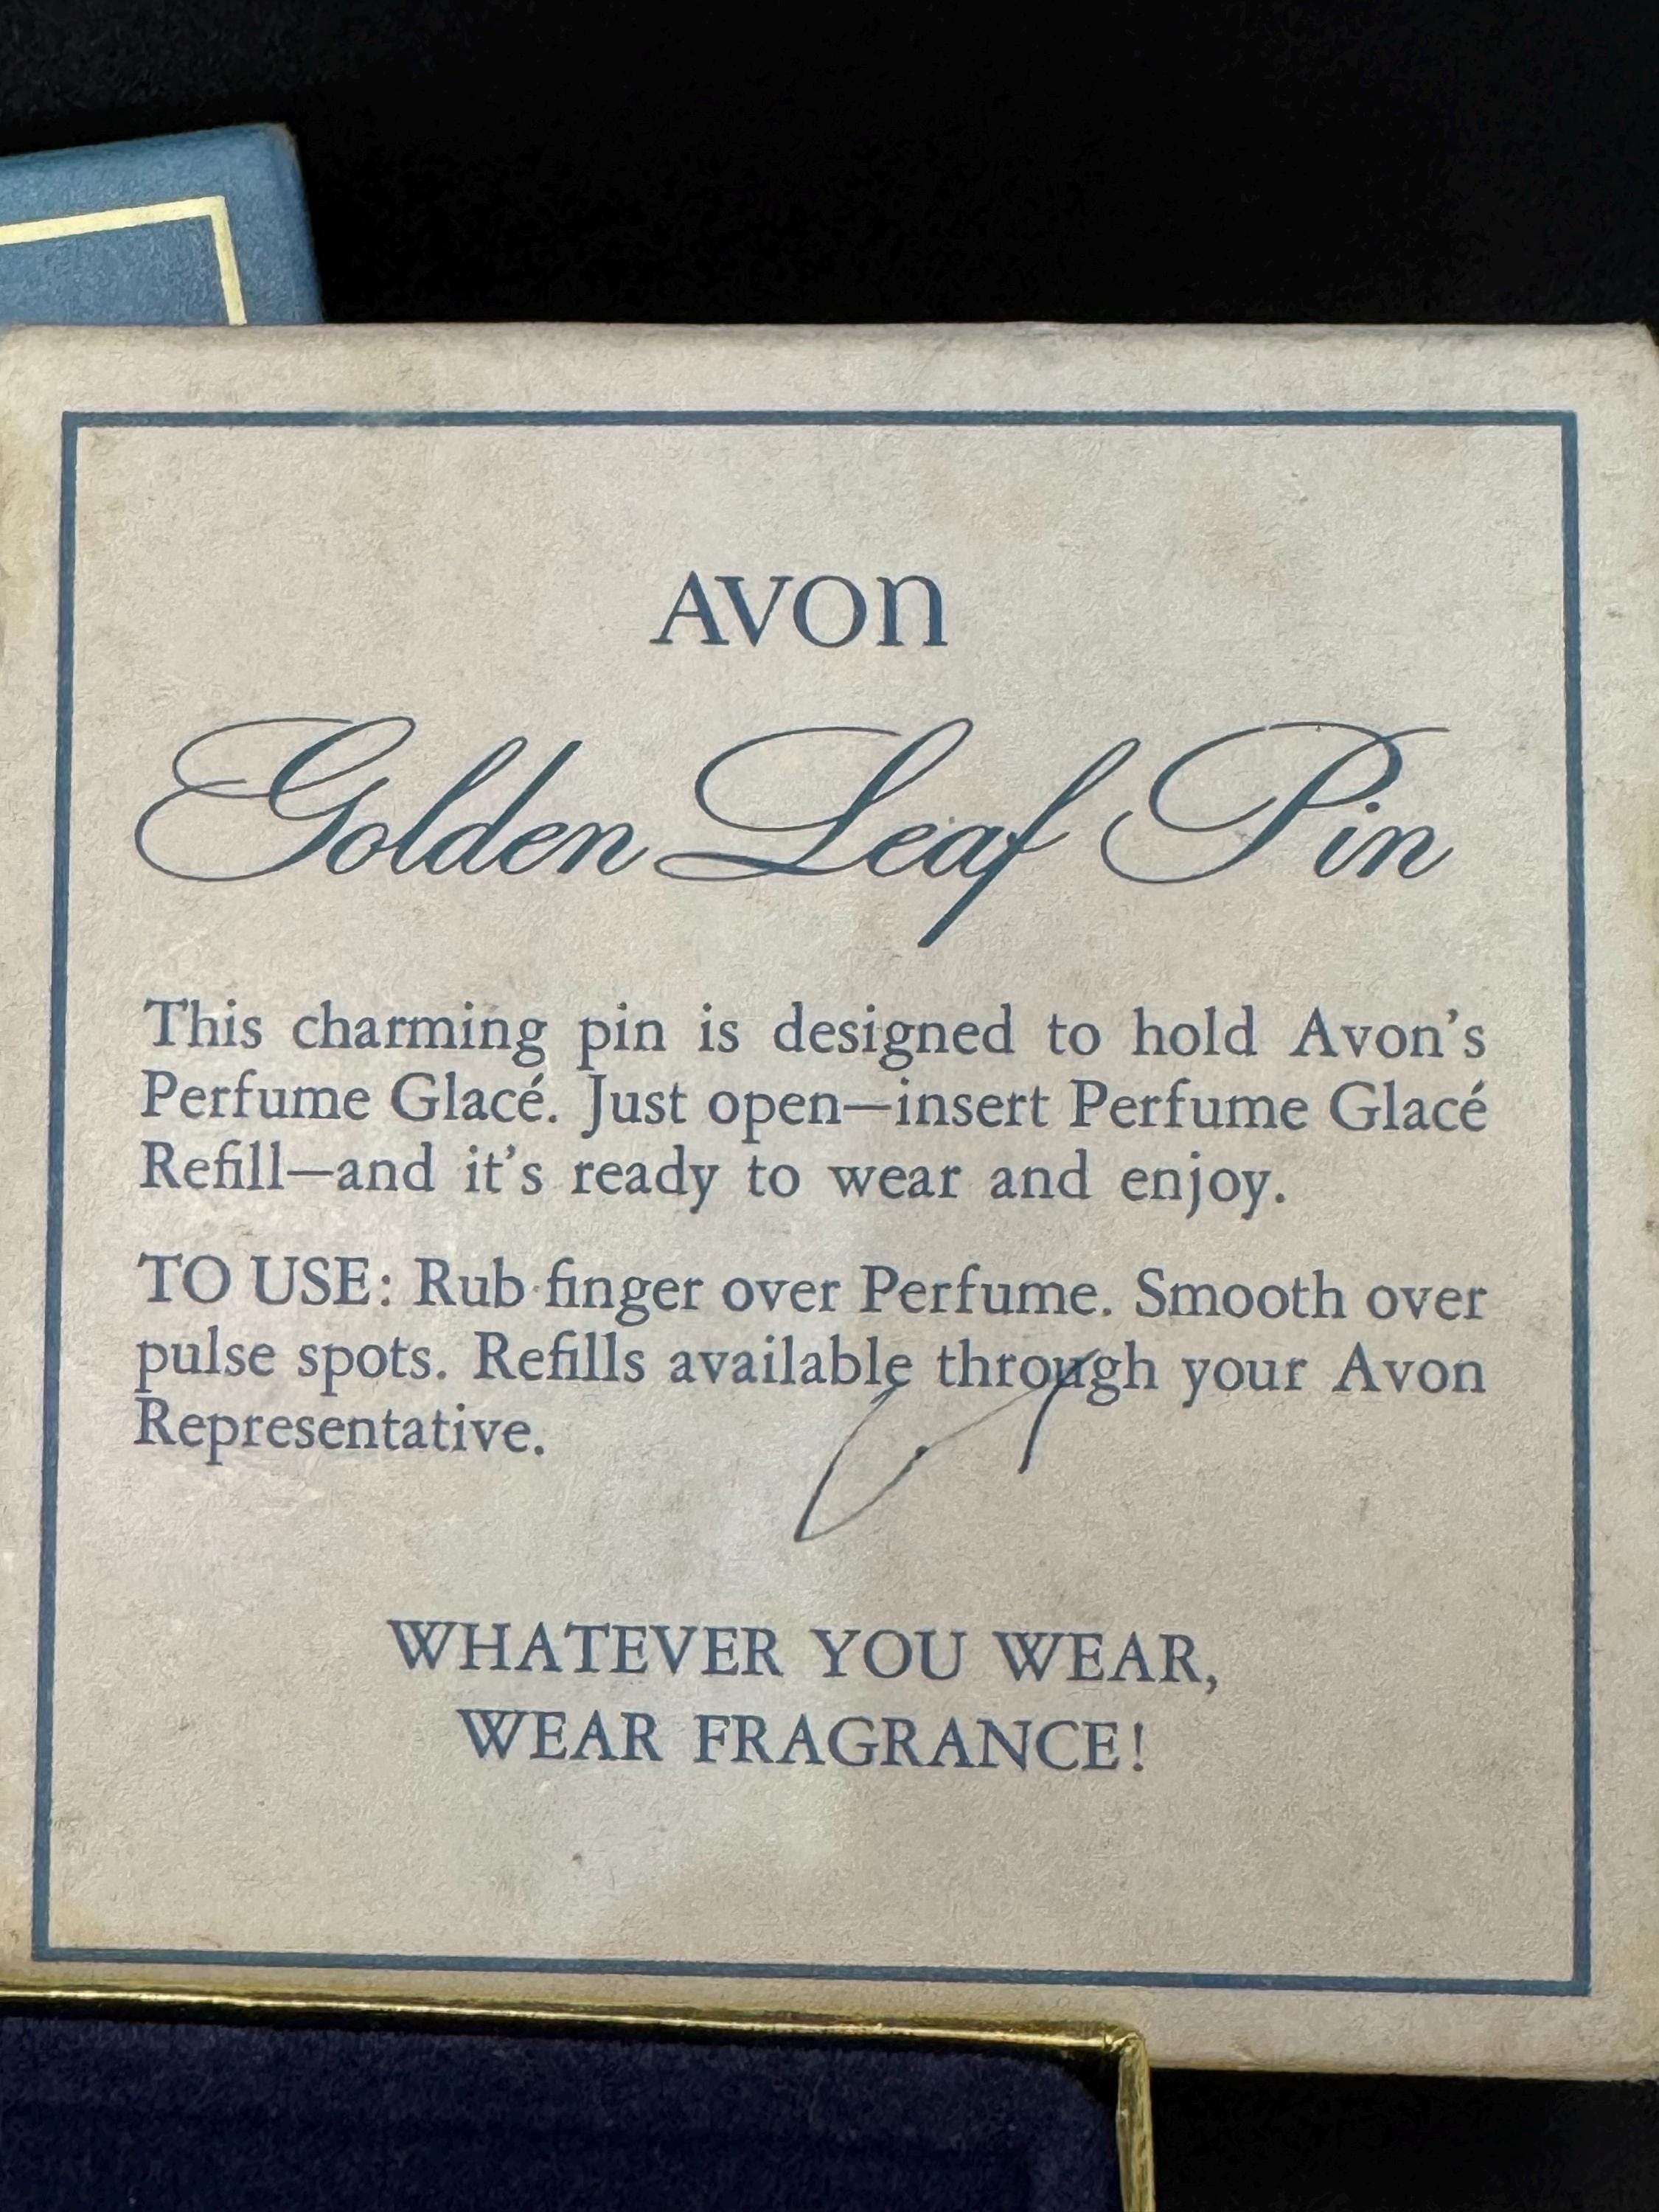 AVON
Golden Leaf Pin
This charming pin is designed to hold Avon's
Perfume Glacé. Just open—insert Perfume Glacé
Refill—and it's ready to wear and enjoy.
TO USE: Rub finger over Perfume. Smooth over
pulse spots. Refills available through your Avon
Representative.
WHATEVER YOU WEAR,
WEAR FRAGRANCE!